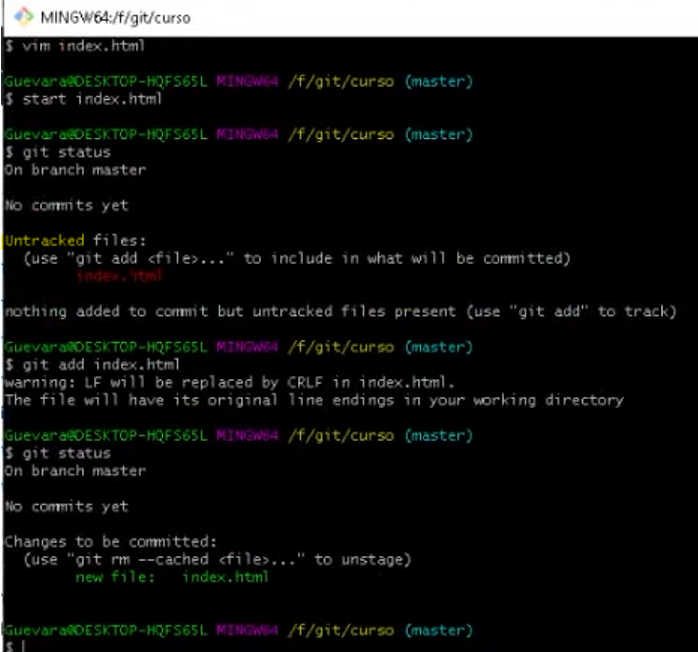 MINGW64:/f/git/curso
$ vim index.html
Guevara@DESKTOP-HQFS65L MINGW64 /f/git/curso (master)
$ start index.html
Guevara@DESKTOP-HQFS65L MINGW64 /f/git/curso (master)
$ git status
On branch master
No commits yet
Untracked files:
(use "git add <file>..." to include in what will be committed)
index.html
nothing added to commit but untracked files present (use "git add" to track)
Guevara@DESKTOP-HQFS65L MINGW64 /f/git/curso (master)
$ git add index.html
warning: LF will be replaced by CRLF in index.html.
The file will have its original line endings in your working directory
Guevara@DESKTOP-HQFS65L MINGW64 /f/git/curso (master)
$ git status
On branch master
No commits yet
Changes to be committed:
(use "git rm --cached <file>..." to unstage)
new file: index.html
Guevara@DESKTOP-HQFS65L MINGW64 /f/git/curso (master)
$